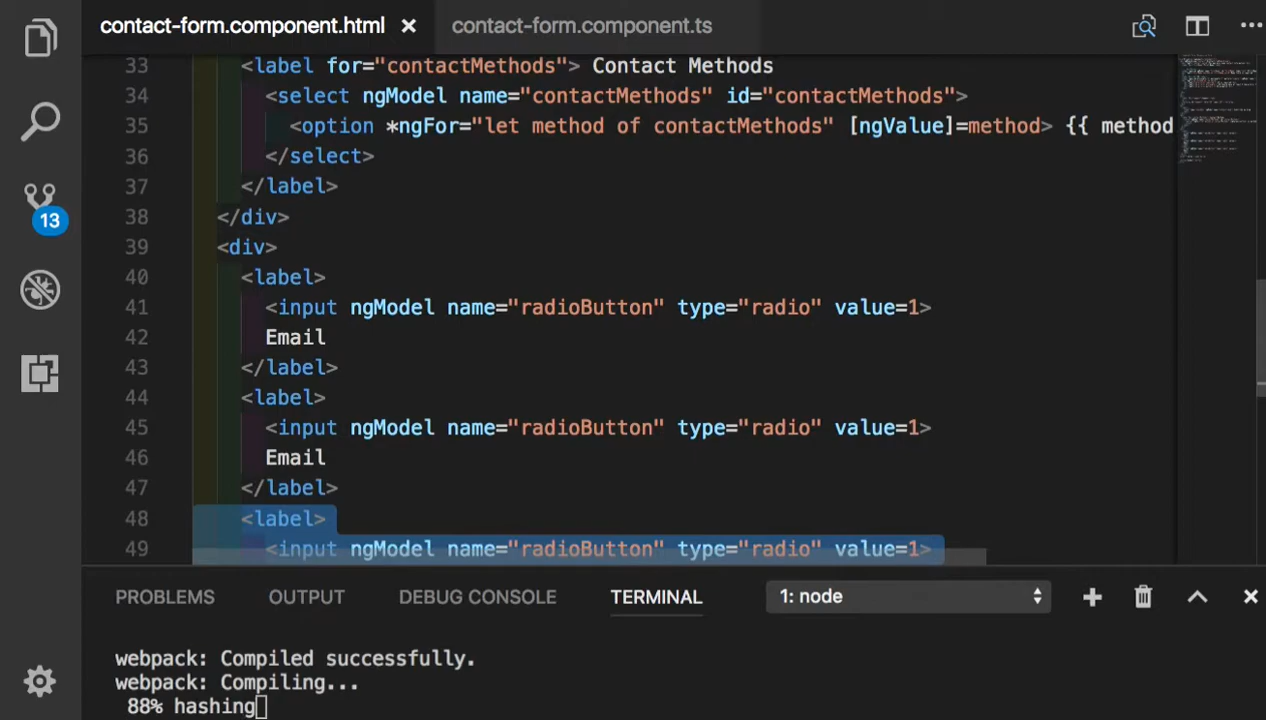 contact-form.component.html × contact-form.component.ts
33 <label for="contactMethods"> Contact Methods
34 <select ngModel name="contactMethods" id="contactMethods">
35 <option *ngFor="let method of contactMethods" [ngValue]=method> {{ method
36 </select>
37 </label>
38 </div>
39 <div>
40 <label>
41 <input ngModel name="radioButton" type="radio" value=1>
42 Email
43 </label>
44 <label>
45 <input ngModel name="radioButton" type="radio" value=1>
46 Email
47 </label>
48 <label>
49 <input ngModel name="radioButton" type="radio" value=1>
13
PROBLEMS OUTPUT DEBUG CONSOLE TERMINAL 1: node
webpack: Compiled successfully.
webpack: Compiling...
88% hashing